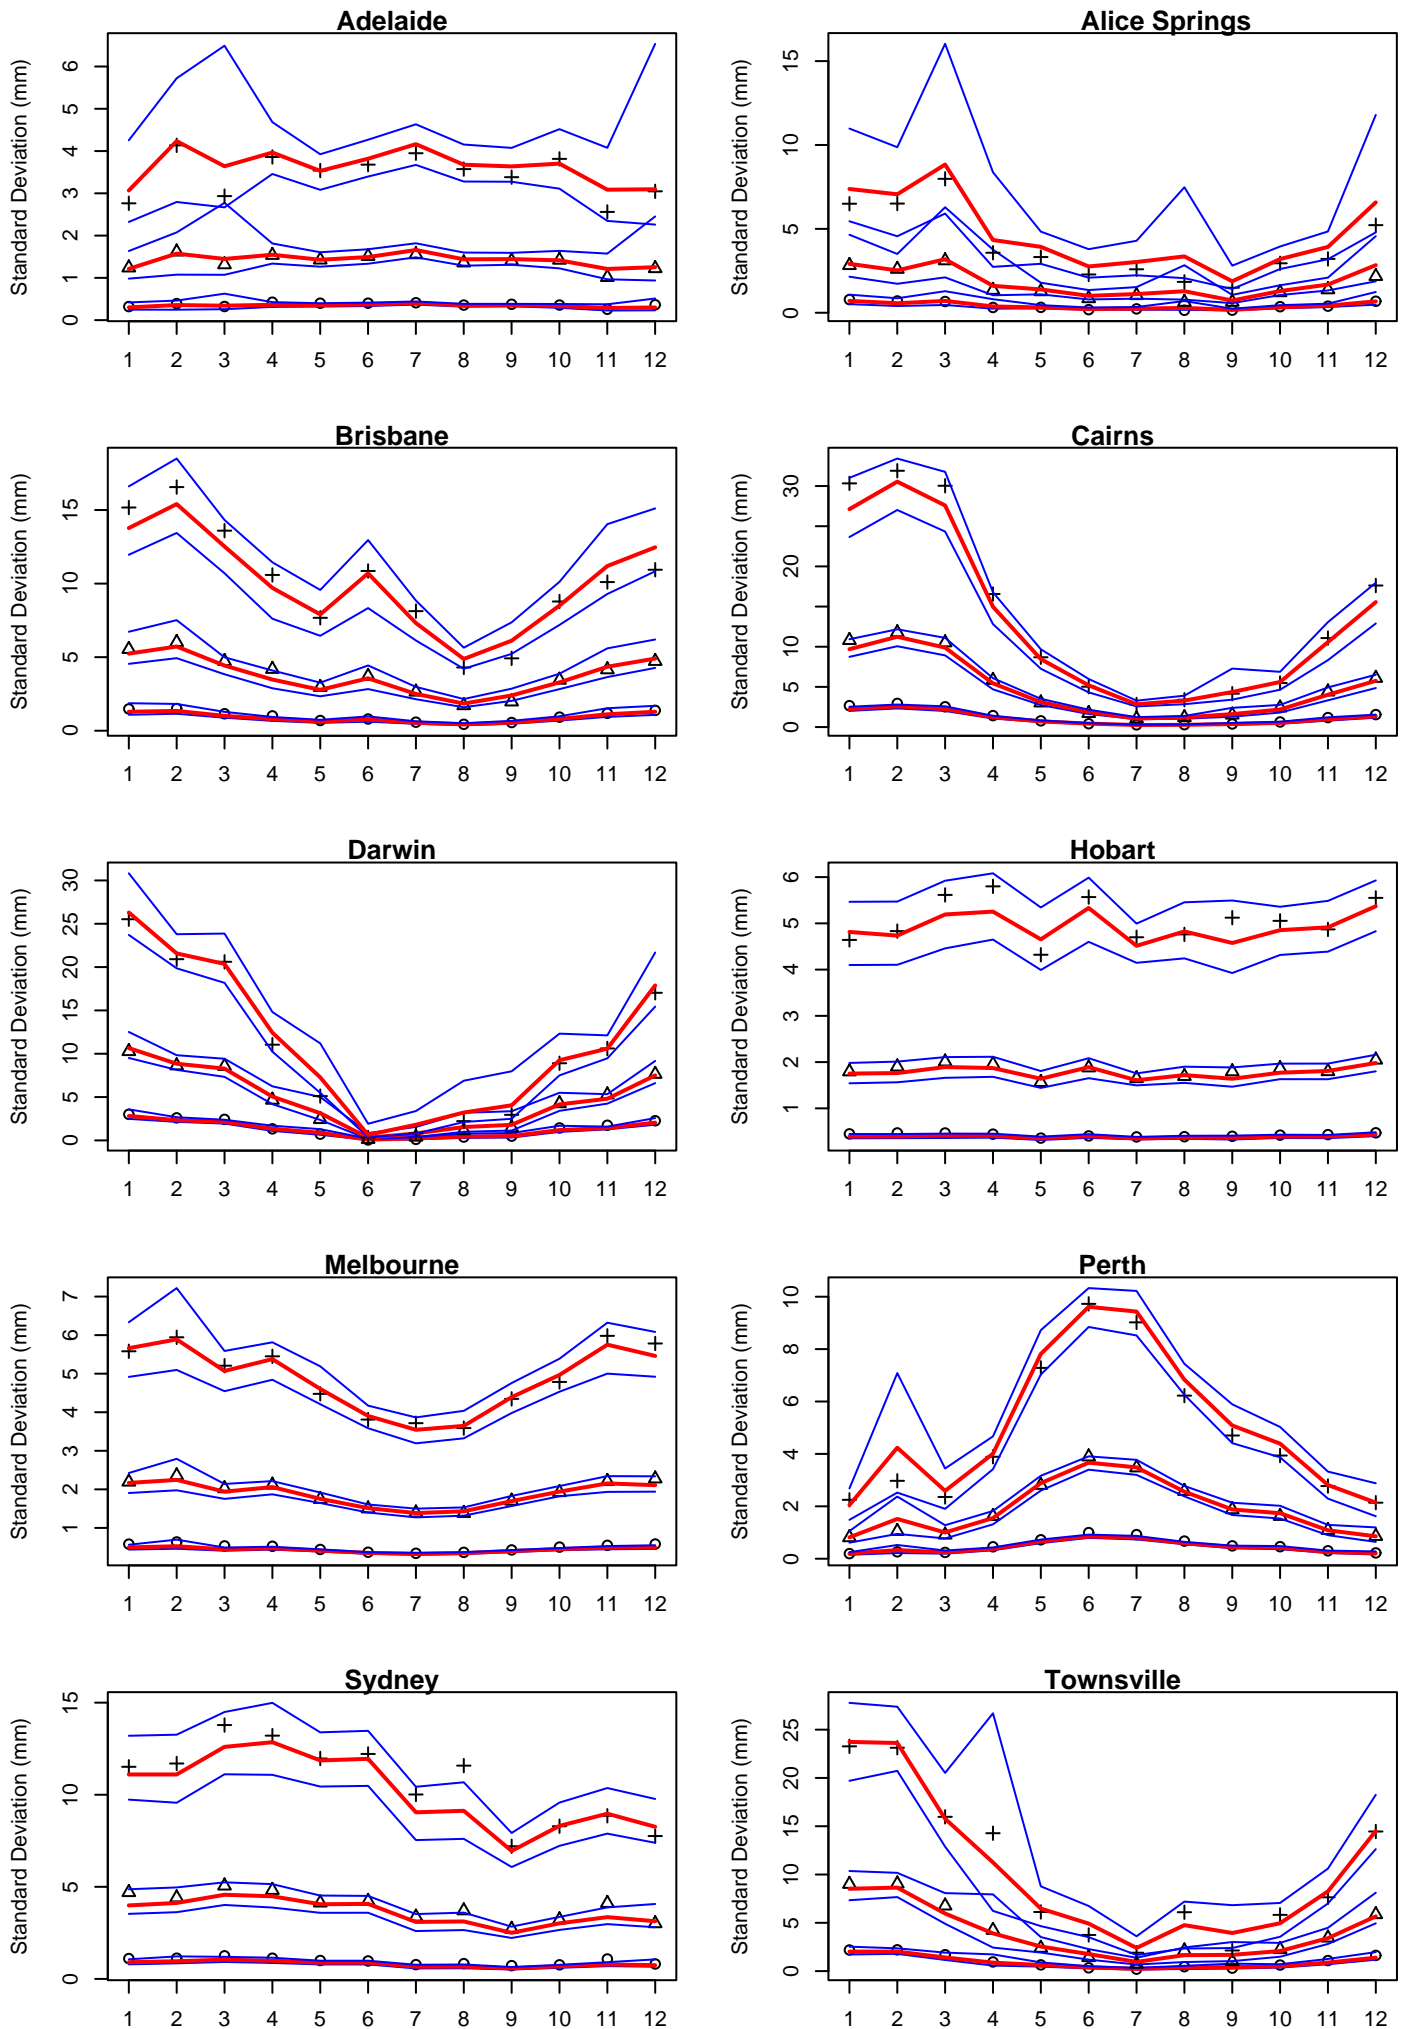 Adelaide
Standard Deviation (mm)
0 1 2 3 4 5 6
1 2 3 4 5 6 7 8 9 10 11 12
Alice Springs
Standard Deviation (mm)
0 5 10 15
1 2 3 4 5 6 7 8 9 10 11 12
Brisbane
Standard Deviation (mm)
0 5 10 15
1 2 3 4 5 6 7 8 9 10 11 12
Cairns
Standard Deviation (mm)
0 5 10 20 30
1 2 3 4 5 6 7 8 9 10 11 12
Darwin
Standard Deviation (mm)
0 5 10 15 20 25 30
1 2 3 4 5 6 7 8 9 10 11 12
Hobart
Standard Deviation (mm)
1 2 3 4 5 6
1 2 3 4 5 6 7 8 9 10 11 12
Melbourne
Standard Deviation (mm)
1 2 3 4 5 6 7
1 2 3 4 5 6 7 8 9 10 11 12
Perth
Standard Deviation (mm)
0 2 4 6 8 10
1 2 3 4 5 6 7 8 9 10 11 12
Sydney
Standard Deviation (mm)
0 5 10 15
1 2 3 4 5 6 7 8 9 10 11 12
Townsville
Standard Deviation (mm)
0 5 10 15 20 25
1 2 3 4 5 6 7 8 9 10 11 12